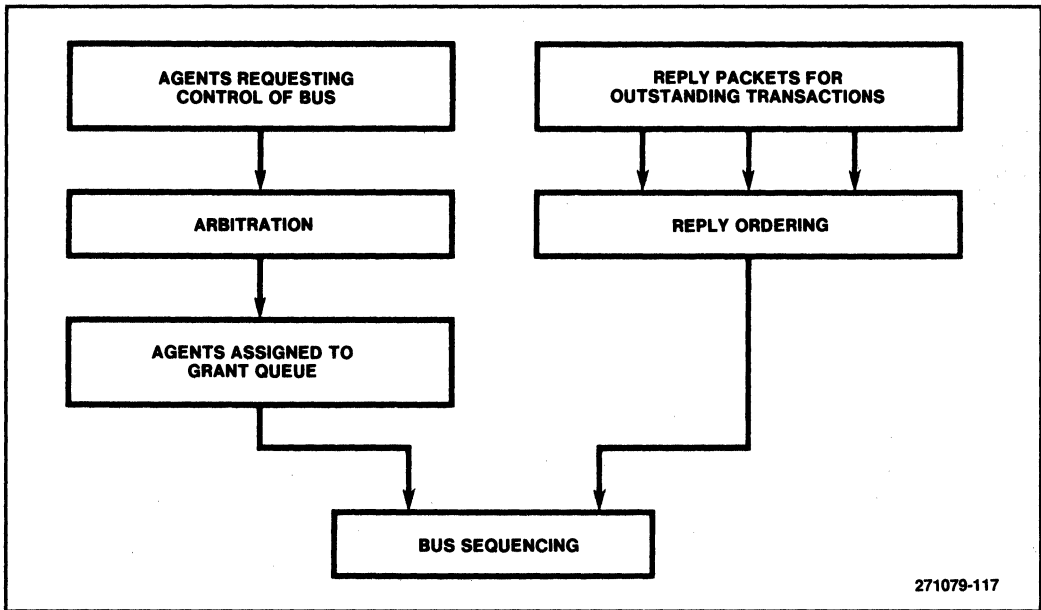 AGENTS REQUESTING
CONTROL OF BUS
REPLY PACKETS FOR
OUTSTANDING TRANSACTIONS
ARBITRATION
REPLY ORDERING
AGENTS ASSIGNED TO
GRANT QUEUE
BUS SEQUENCING
271079-117